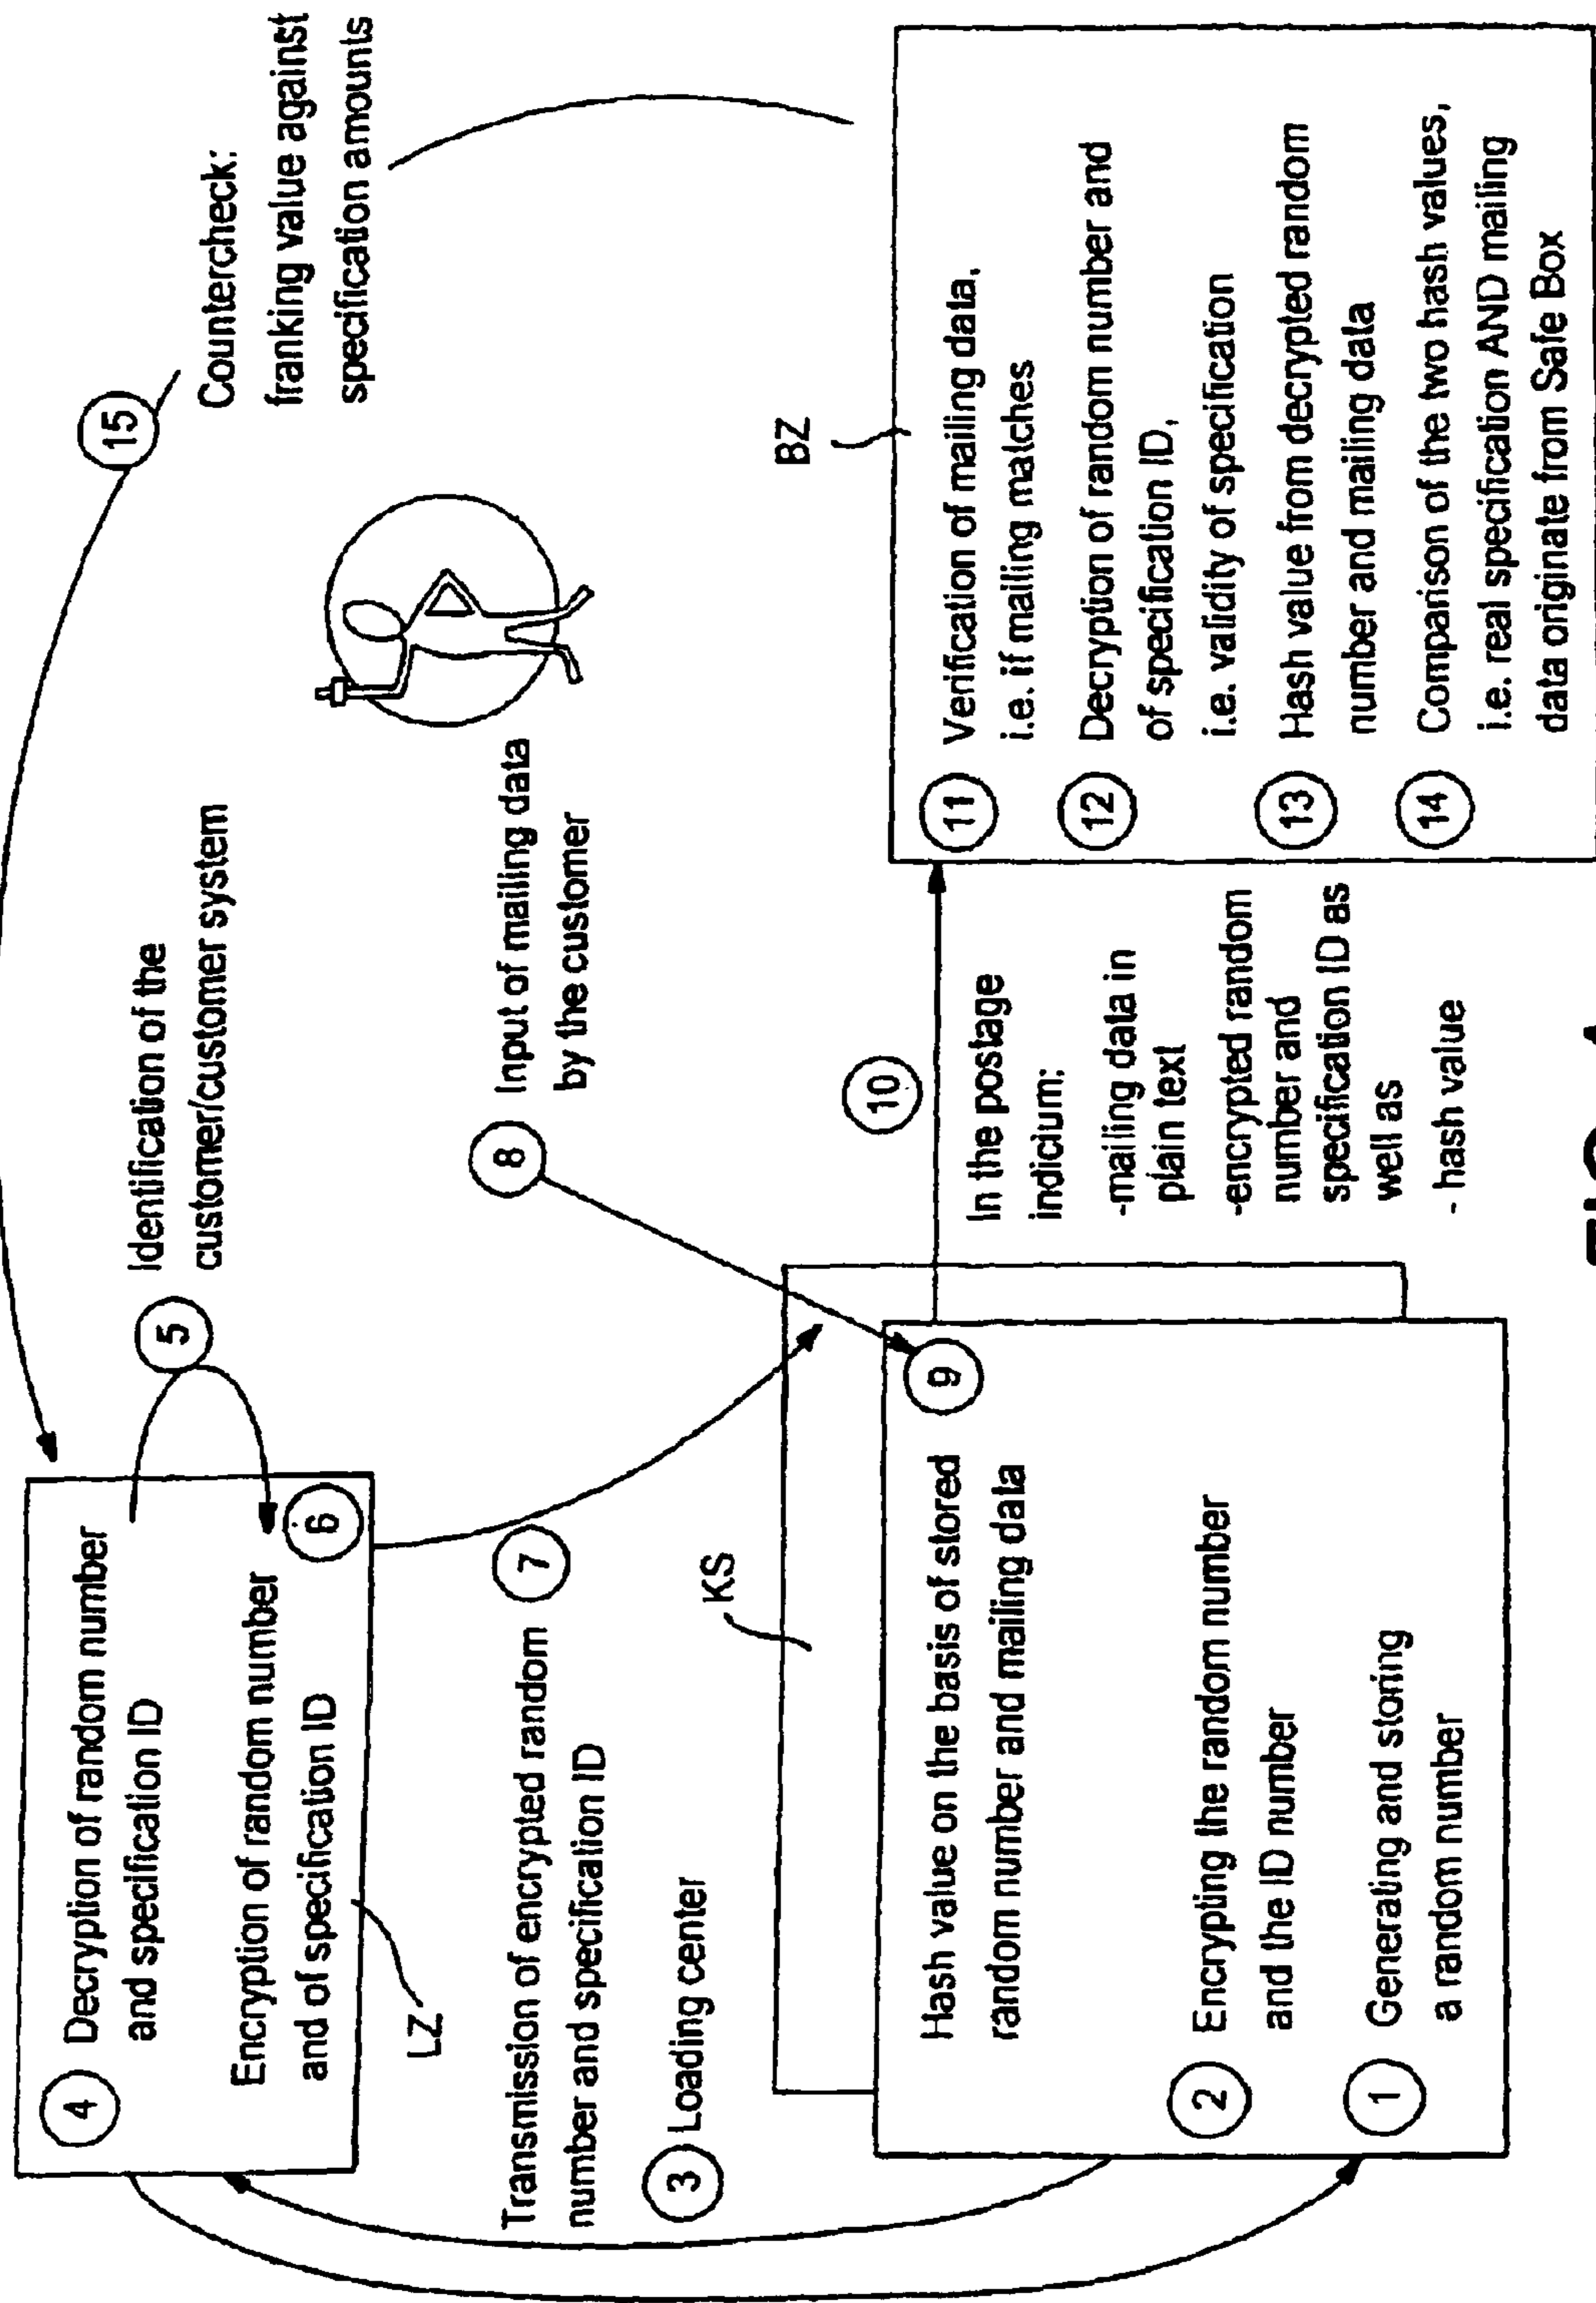 4
Decryption of random number
and specification ID
Encryption of random number
and of specification ID
6
LZ
5
Identification of the
customer/customer system
15
Countercheck:
franking value against
specification amounts
Transmission of encrypted random
number and specification ID
7
3
Loading center
8
Input of mailing data
by the customer
KS
Hash value on the basis of stored
random number and mailing data
9
2
Encrypting the random number
and the ID number
1
Generating and storing
a random number
10
In the postage
indicium:
-mailing data in
plain text
-encrypted random
number and
specification ID as
well as
- hash value
BZ
11
Verification of mailing data,
i.e. if mailing matches
12
Decryption of random number and
of specification ID,
i.e. validity of specification
13
Hash value from decrypted random
number and mailing data
14
Comparison of the two hash values,
i.e. real specification AND mailing
data originate from Safe Box